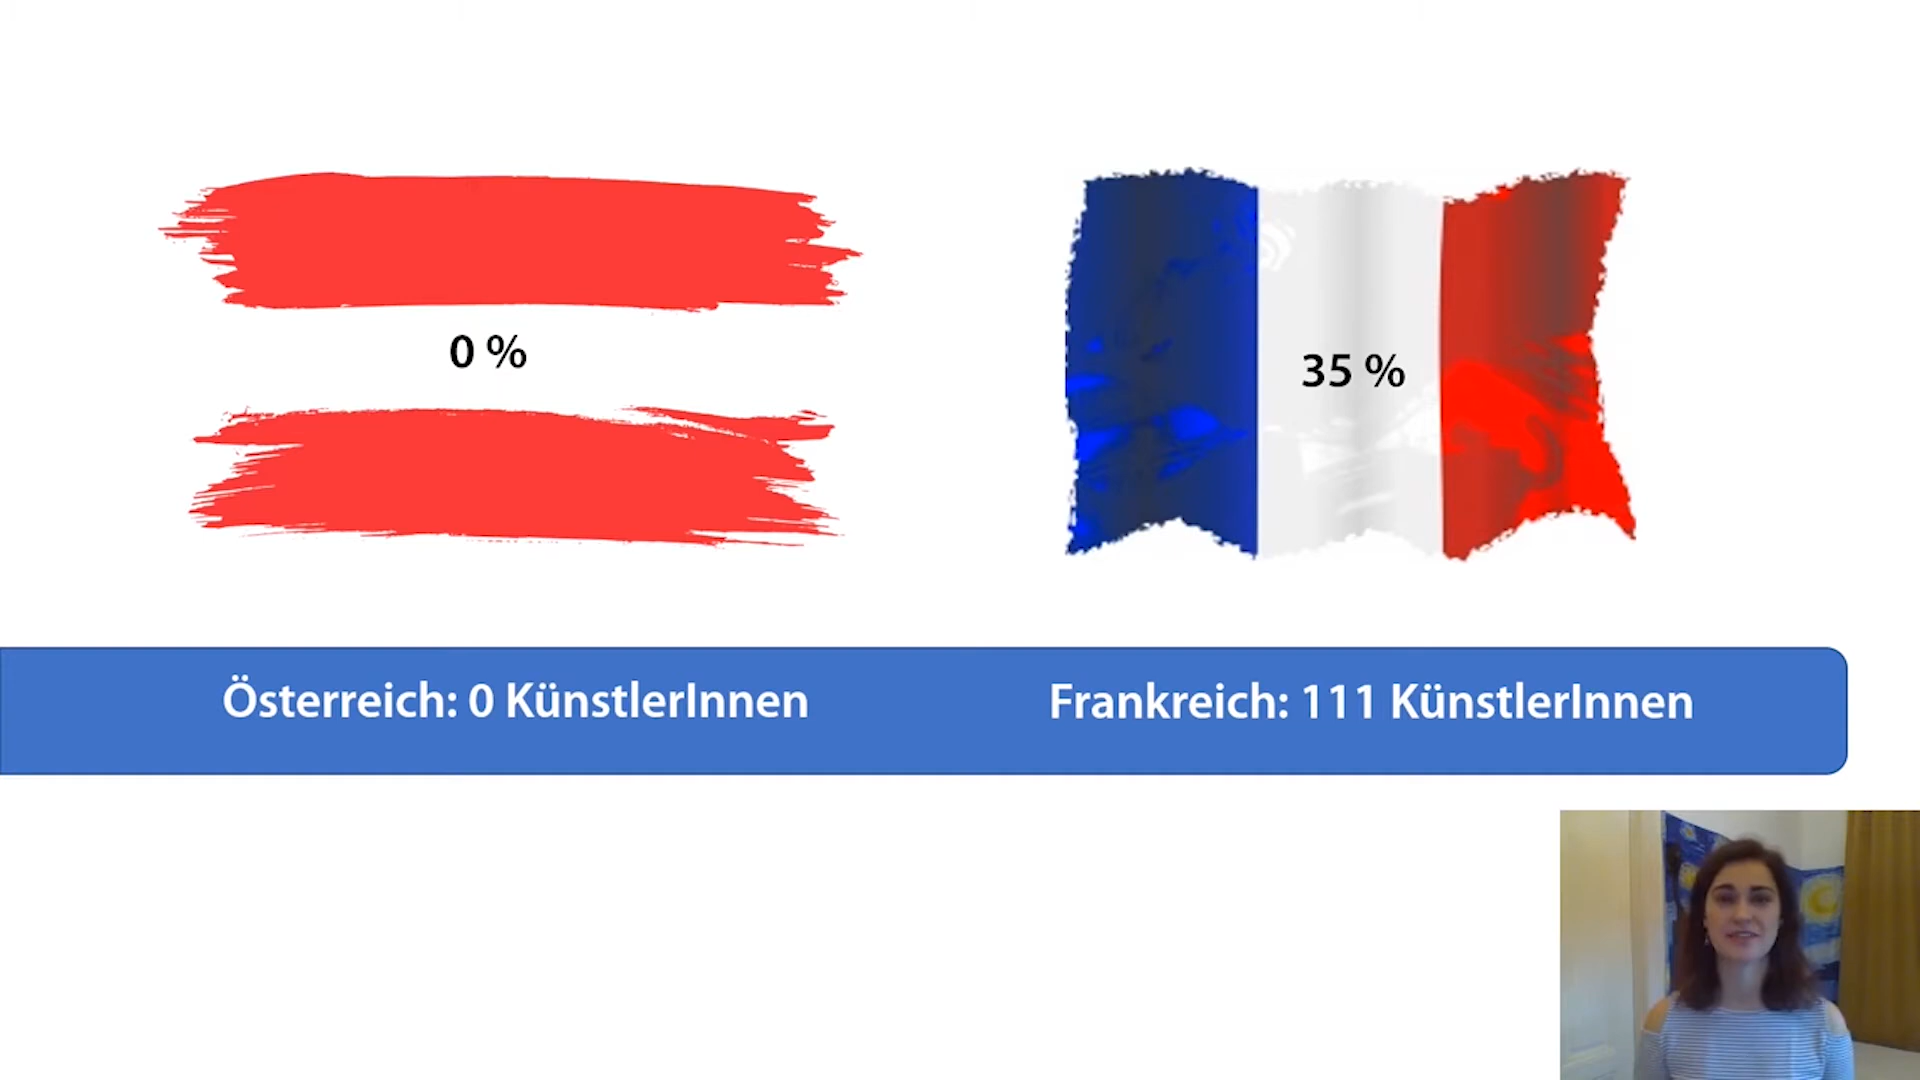 0 %
35 %
Österreich: 0 KünstlerInnen
Frankreich: 111 KünstlerInnen